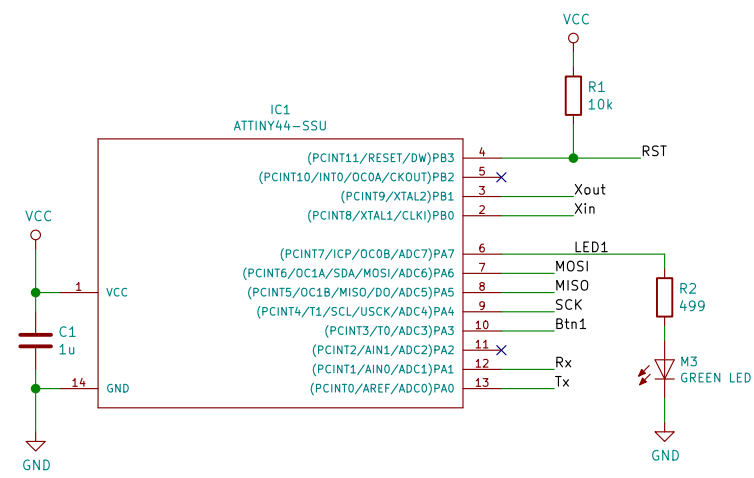 VCC
R1
10k
IC1
ATTINY44-SSU
(PCINT11/RESET/DW)PB3 4 RST
(PCINT10/INT0/OC0A/CKOUT)PB2 5
(PCINT9/XTAL2)PB1 3 Xout
(PCINT8/XTAL1/CLKI)PB0 2 Xin
VCC
(PCINT7/ICP/OC0B/ADC7)PA7 6 LED1
(PCINT6/OC1A/SDA/MOSI/ADC6)PA6 7 MOSI
1 VCC (PCINT5/OC1B/MISO/DO/ADC5)PA5 8 MISO
R2
499
(PCINT4/T1/SCL/USCK/ADC4)PA4 9 SCK
(PCINT3/T0/ADC3)PA3 10 Btn1
C1
1u
(PCINT2/AIN1/ADC2)PA2 11
(PCINT1/AIN0/ADC1)PA1 12 Rx
M3
GREEN LED
14 GND (PCINT0/AREF/ADC0)PA0 13 Tx
GND
GND